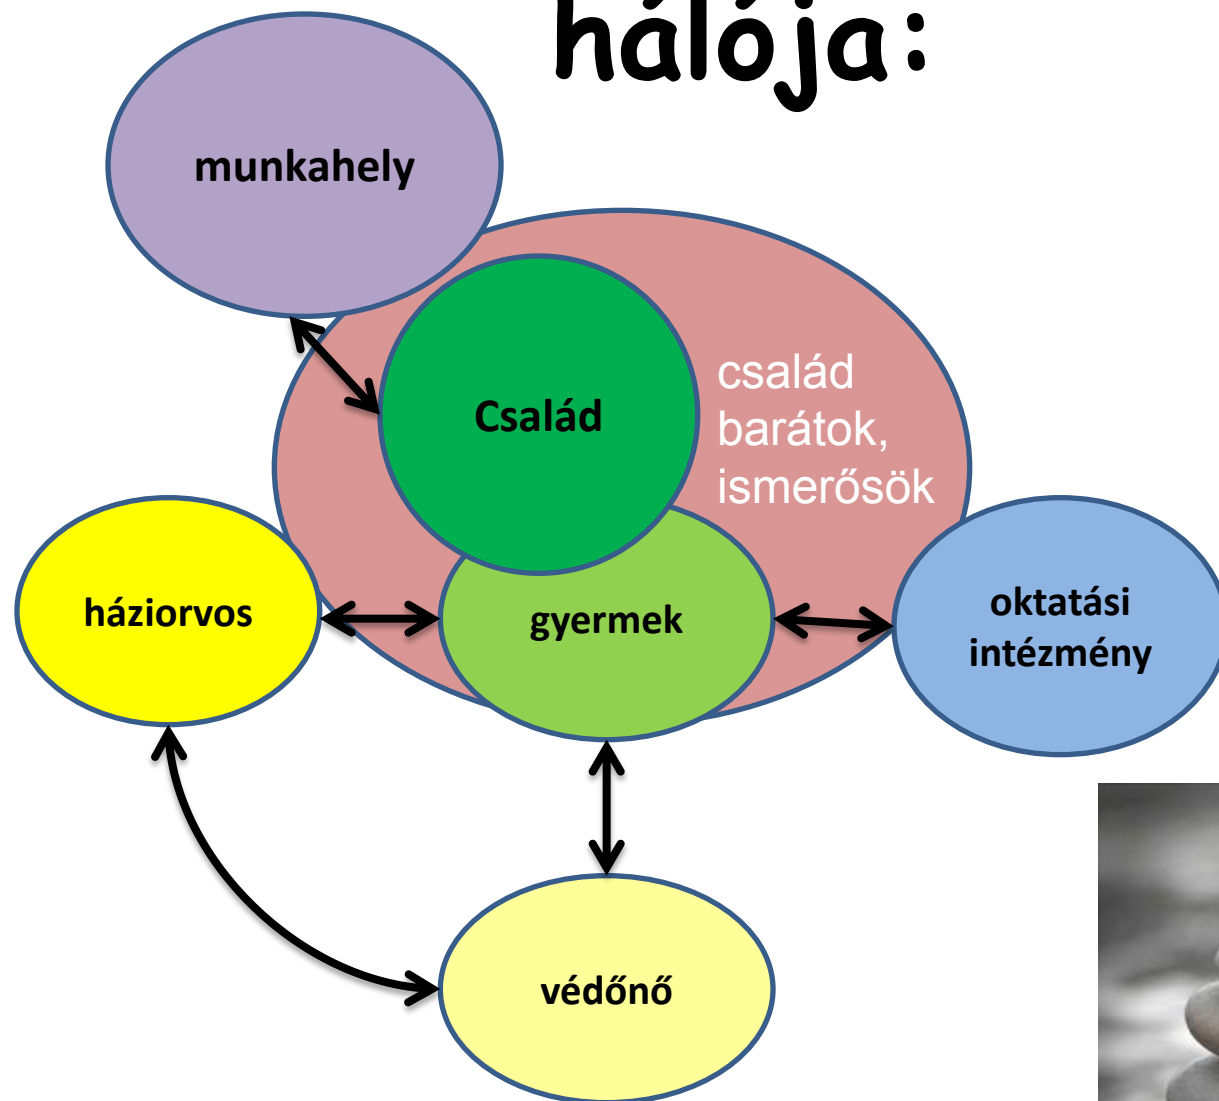 hálója:
munkahely
család
barátok,
ismerősök
Család
háziorvos
gyermek
oktatási
intézmény
védőnő